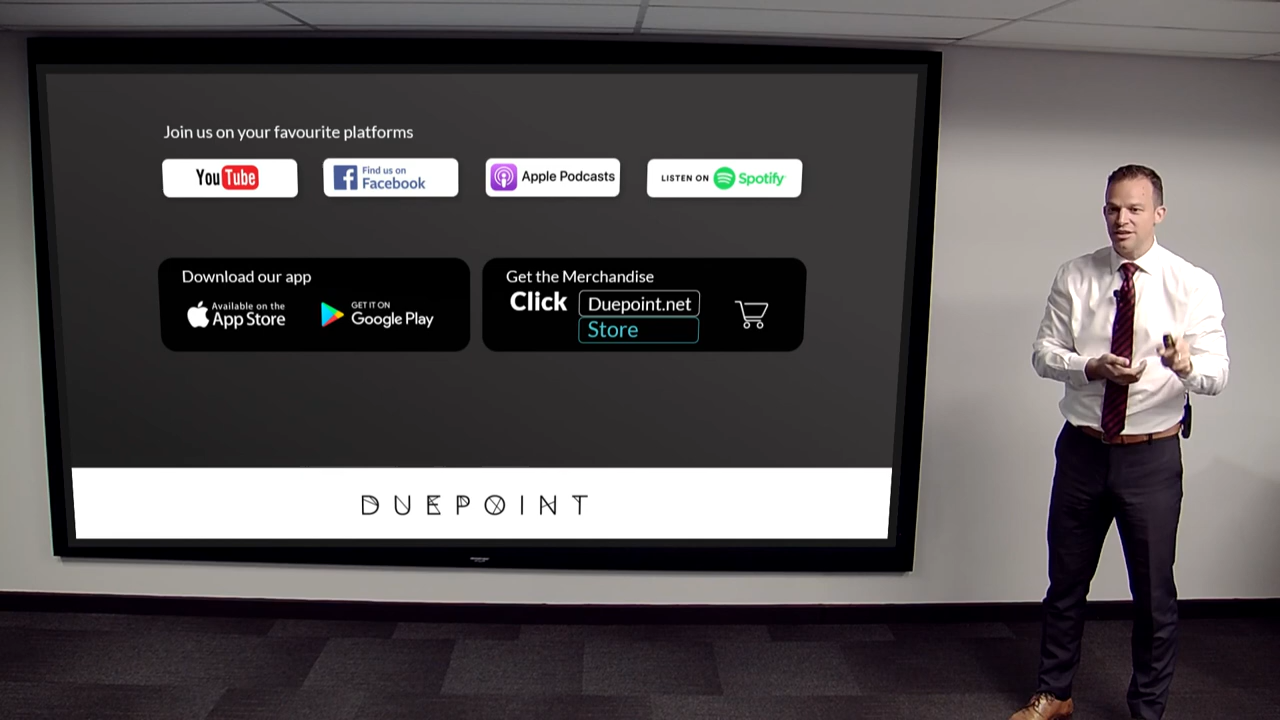 Join us on your favourite platforms
YouTube
Find us on
Facebook
Apple Podcasts
LISTEN ON Spotify
Download our app
Available on the
App Store
GET IT ON
Google Play
Get the Merchandise
Click Duepoint.net
Store
DUEPOINT